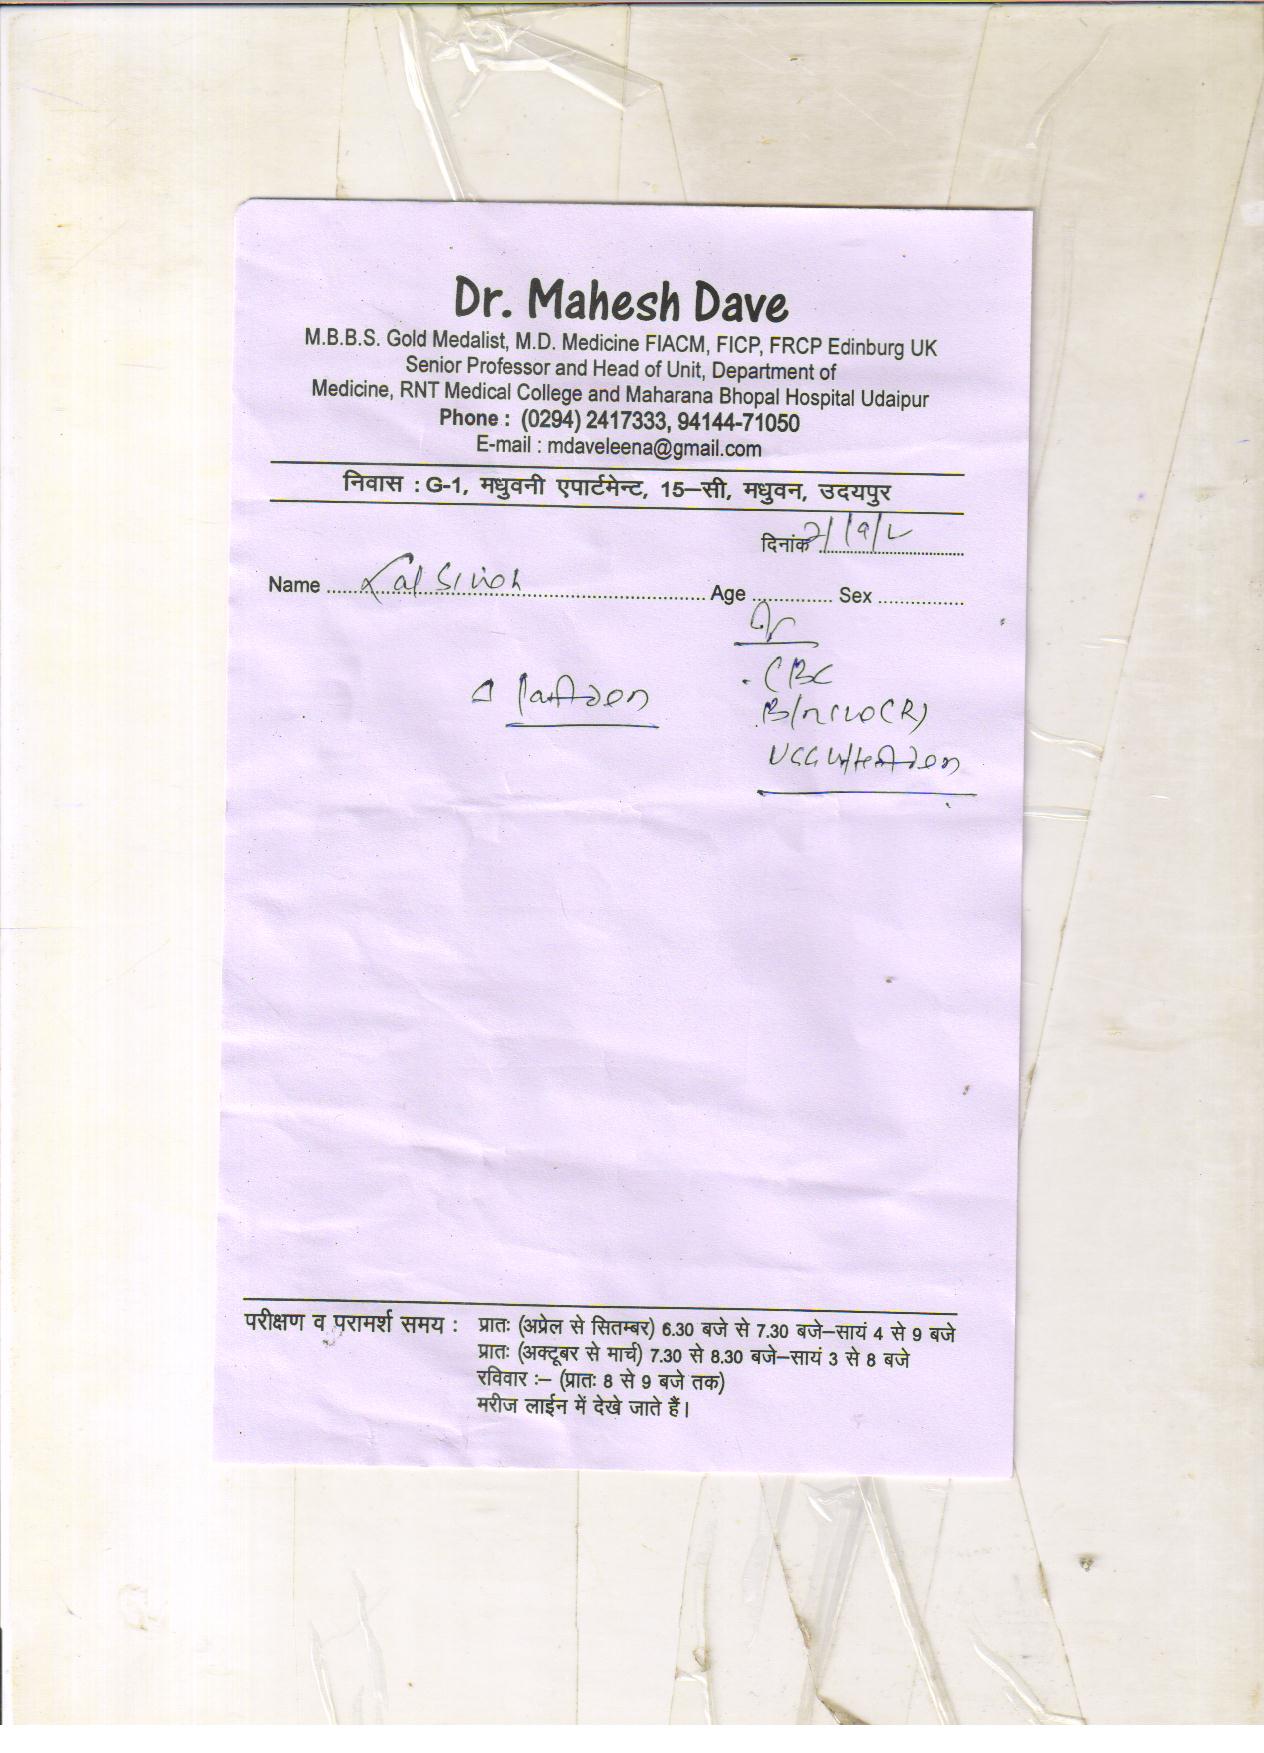 Dr. Mahesh Dave
M.B.B.S. Gold Medalist, M.D. Medicine FIACM, FICP, FRCP Edinburg UK
Senior Professor and Head of Unit, Department of
Medicine, RNT Medical College and Maharana Bhopal Hospital Udaipur
Phone : (0294) 2417333, 94144-71050
E-mail : mdaveleena@gmail.com
निवास : G-1, मधुवनी एपार्टमेन्ट, 15–सी, मधुवन, उदयपुर
दिनांक
Name Lal Singh Age Sex
CBC
परीक्षण व परामर्श समय : प्रातः (अप्रेल से सितम्बर) 6.30 बजे से 7.30 बजे–सायं 4 से 9 बजे
प्रातः (अक्टूबर से मार्च) 7.30 से 8.30 बजे–सायं 3 से 8 बजे
रविवार :– (प्रातः 8 से 9 बजे तक)
मरीज लाईन में देखे जाते हैं।